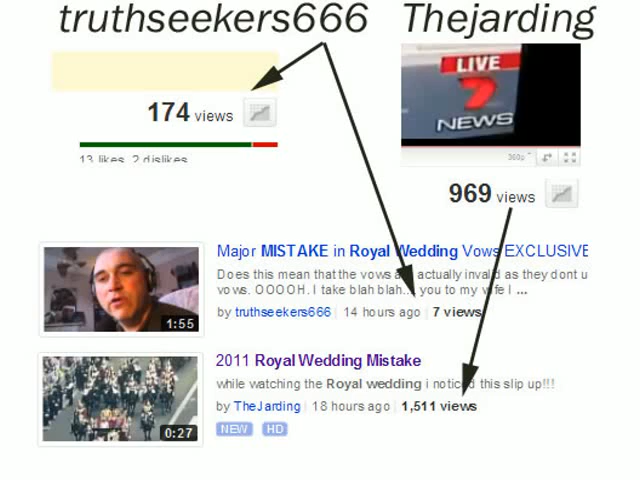 truthseekers666 Thejarding
LIVE
7
NEWS
174 views
13 likes, 2 dislikes
360p
969 views
Major MISTAKE in Royal Wedding Vows EXCLUSIVE
Does this mean that the vows actually invalid as they dont u
vows. OOOOH. I take blah blah... you to my wife I ...
1:55
by truthseekers666 | 14 hours ago | 7 views
2011 Royal Wedding Mistake
while watching the Royal wedding i noticed this slip up!!!
by TheJarding | 18 hours ago | 1,511 views
0:27
NEW HD